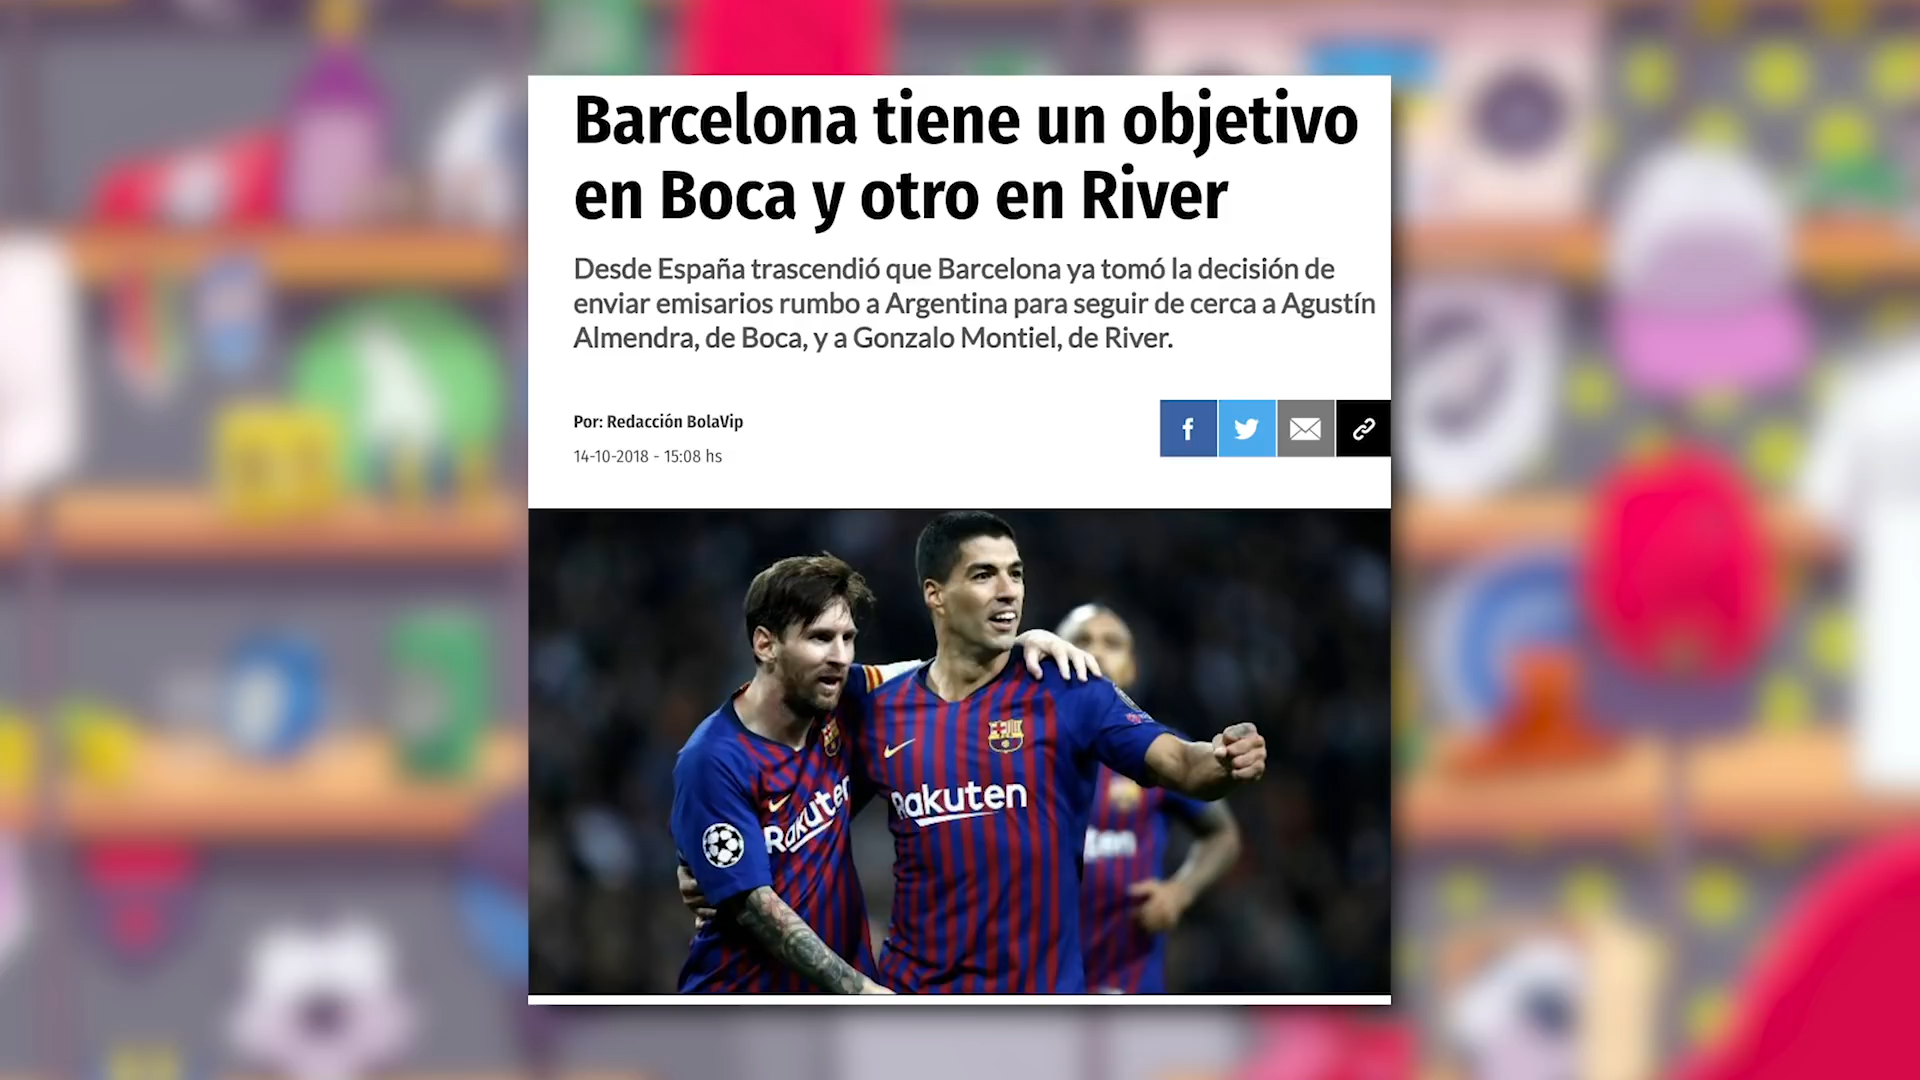 Barcelona tiene un objetivo
en Boca y otro en River
Desde España trascendió que Barcelona ya tomó la decisión de
enviar emisarios rumbo a Argentina para seguir de cerca a Agustín
Almendra, de Boca, y a Gonzalo Montiel, de River.
Por: Redacción BolaVip
14-10-2018 - 15:08 hs
Rakuten
Rakuten